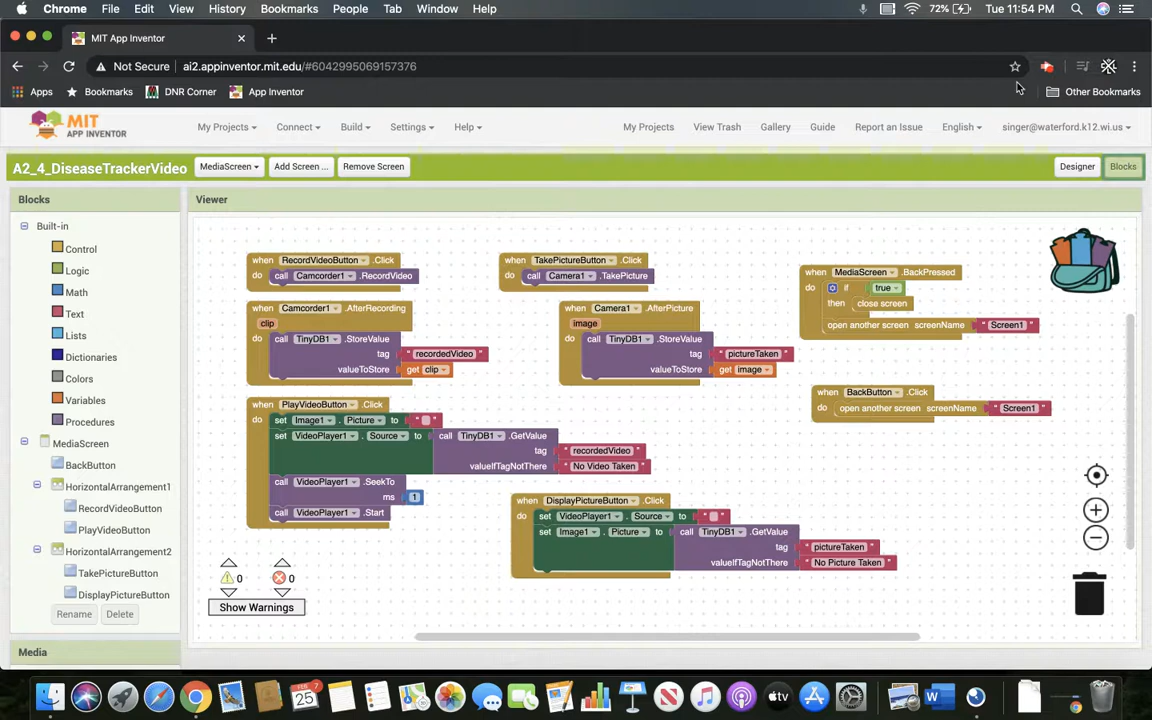 Chrome File Edit View History Bookmarks People Tab Window Help 72% Tue 11:54 PM
MIT App Inventor
Not Secure ai2.appinventor.mit.edu/#6042995069157376
Apps Bookmarks DNR Corner App Inventor Other Bookmarks
MIT APP INVENTOR
My Projects Connect Build Settings Help My Projects View Trash Gallery Guide Report an Issue English singer@waterford.k12.wi.us
A2_4_DiseaseTrackerVideo MediaScreen Add Screen ... Remove Screen Designer Blocks
Blocks
Built-in
Control
Logic
Math
Text
Lists
Dictionaries
Colors
Variables
Procedures
MediaScreen
BackButton
HorizontalArrangement1
RecordVideoButton
PlayVideoButton
HorizontalArrangement2
TakePictureButton
DisplayPictureButton
Rename Delete
Media
Viewer
when RecordVideoButton .Click
do call Camcorder1 .RecordVideo
when Camcorder1 .AfterRecording
clip
do call TinyDB1 .StoreValue
tag " recordedVideo "
valueToStore get clip
when PlayVideoButton .Click
do set Image1 . Picture to " "
set VideoPlayer1 . Source to call TinyDB1 .GetValue
tag " recordedVideo "
valueIfTagNotThere " No Video Taken "
call VideoPlayer1 .SeekTo
ms 1
call VideoPlayer1 .Start
when TakePictureButton .Click
do call Camera1 .TakePicture
when Camera1 .AfterPicture
image
do call TinyDB1 .StoreValue
tag " pictureTaken "
valueToStore get image
when DisplayPictureButton .Click
do set VideoPlayer1 . Source to " "
set Image1 . Picture to call TinyDB1 .GetValue
tag " pictureTaken "
valueIfTagNotThere " No Picture Taken "
when MediaScreen .BackPressed
do if true
then close screen
open another screen screenName " Screen1 "
when BackButton .Click
do open another screen screenName " Screen1 "
0 0
Show Warnings
FEB 25
7
tv
W